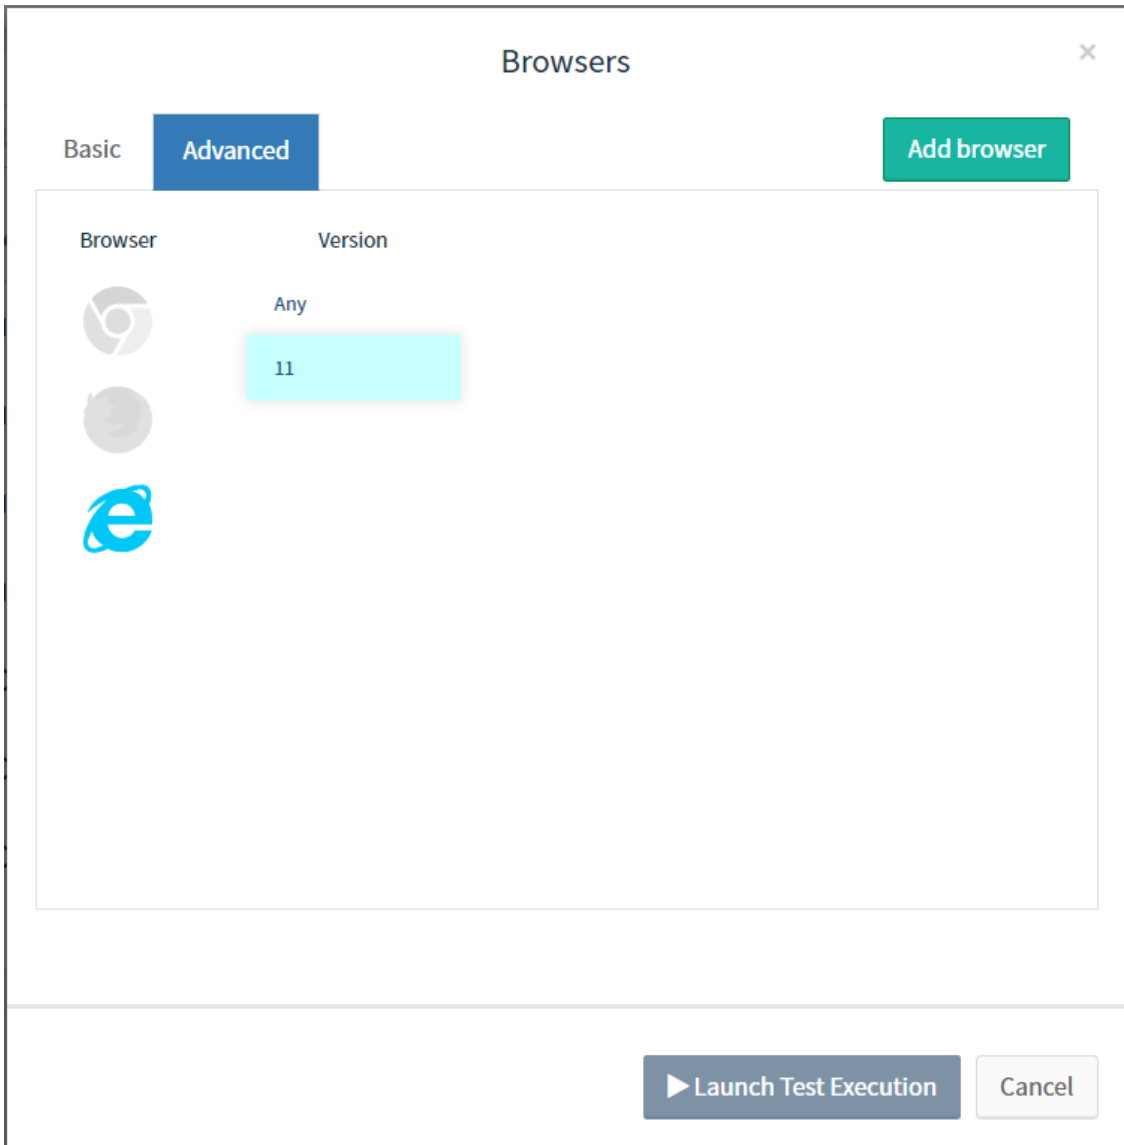 Browsers
×
Basic
Advanced
Add browser
Browser
Version
Any
11
Launch Test Execution
Cancel